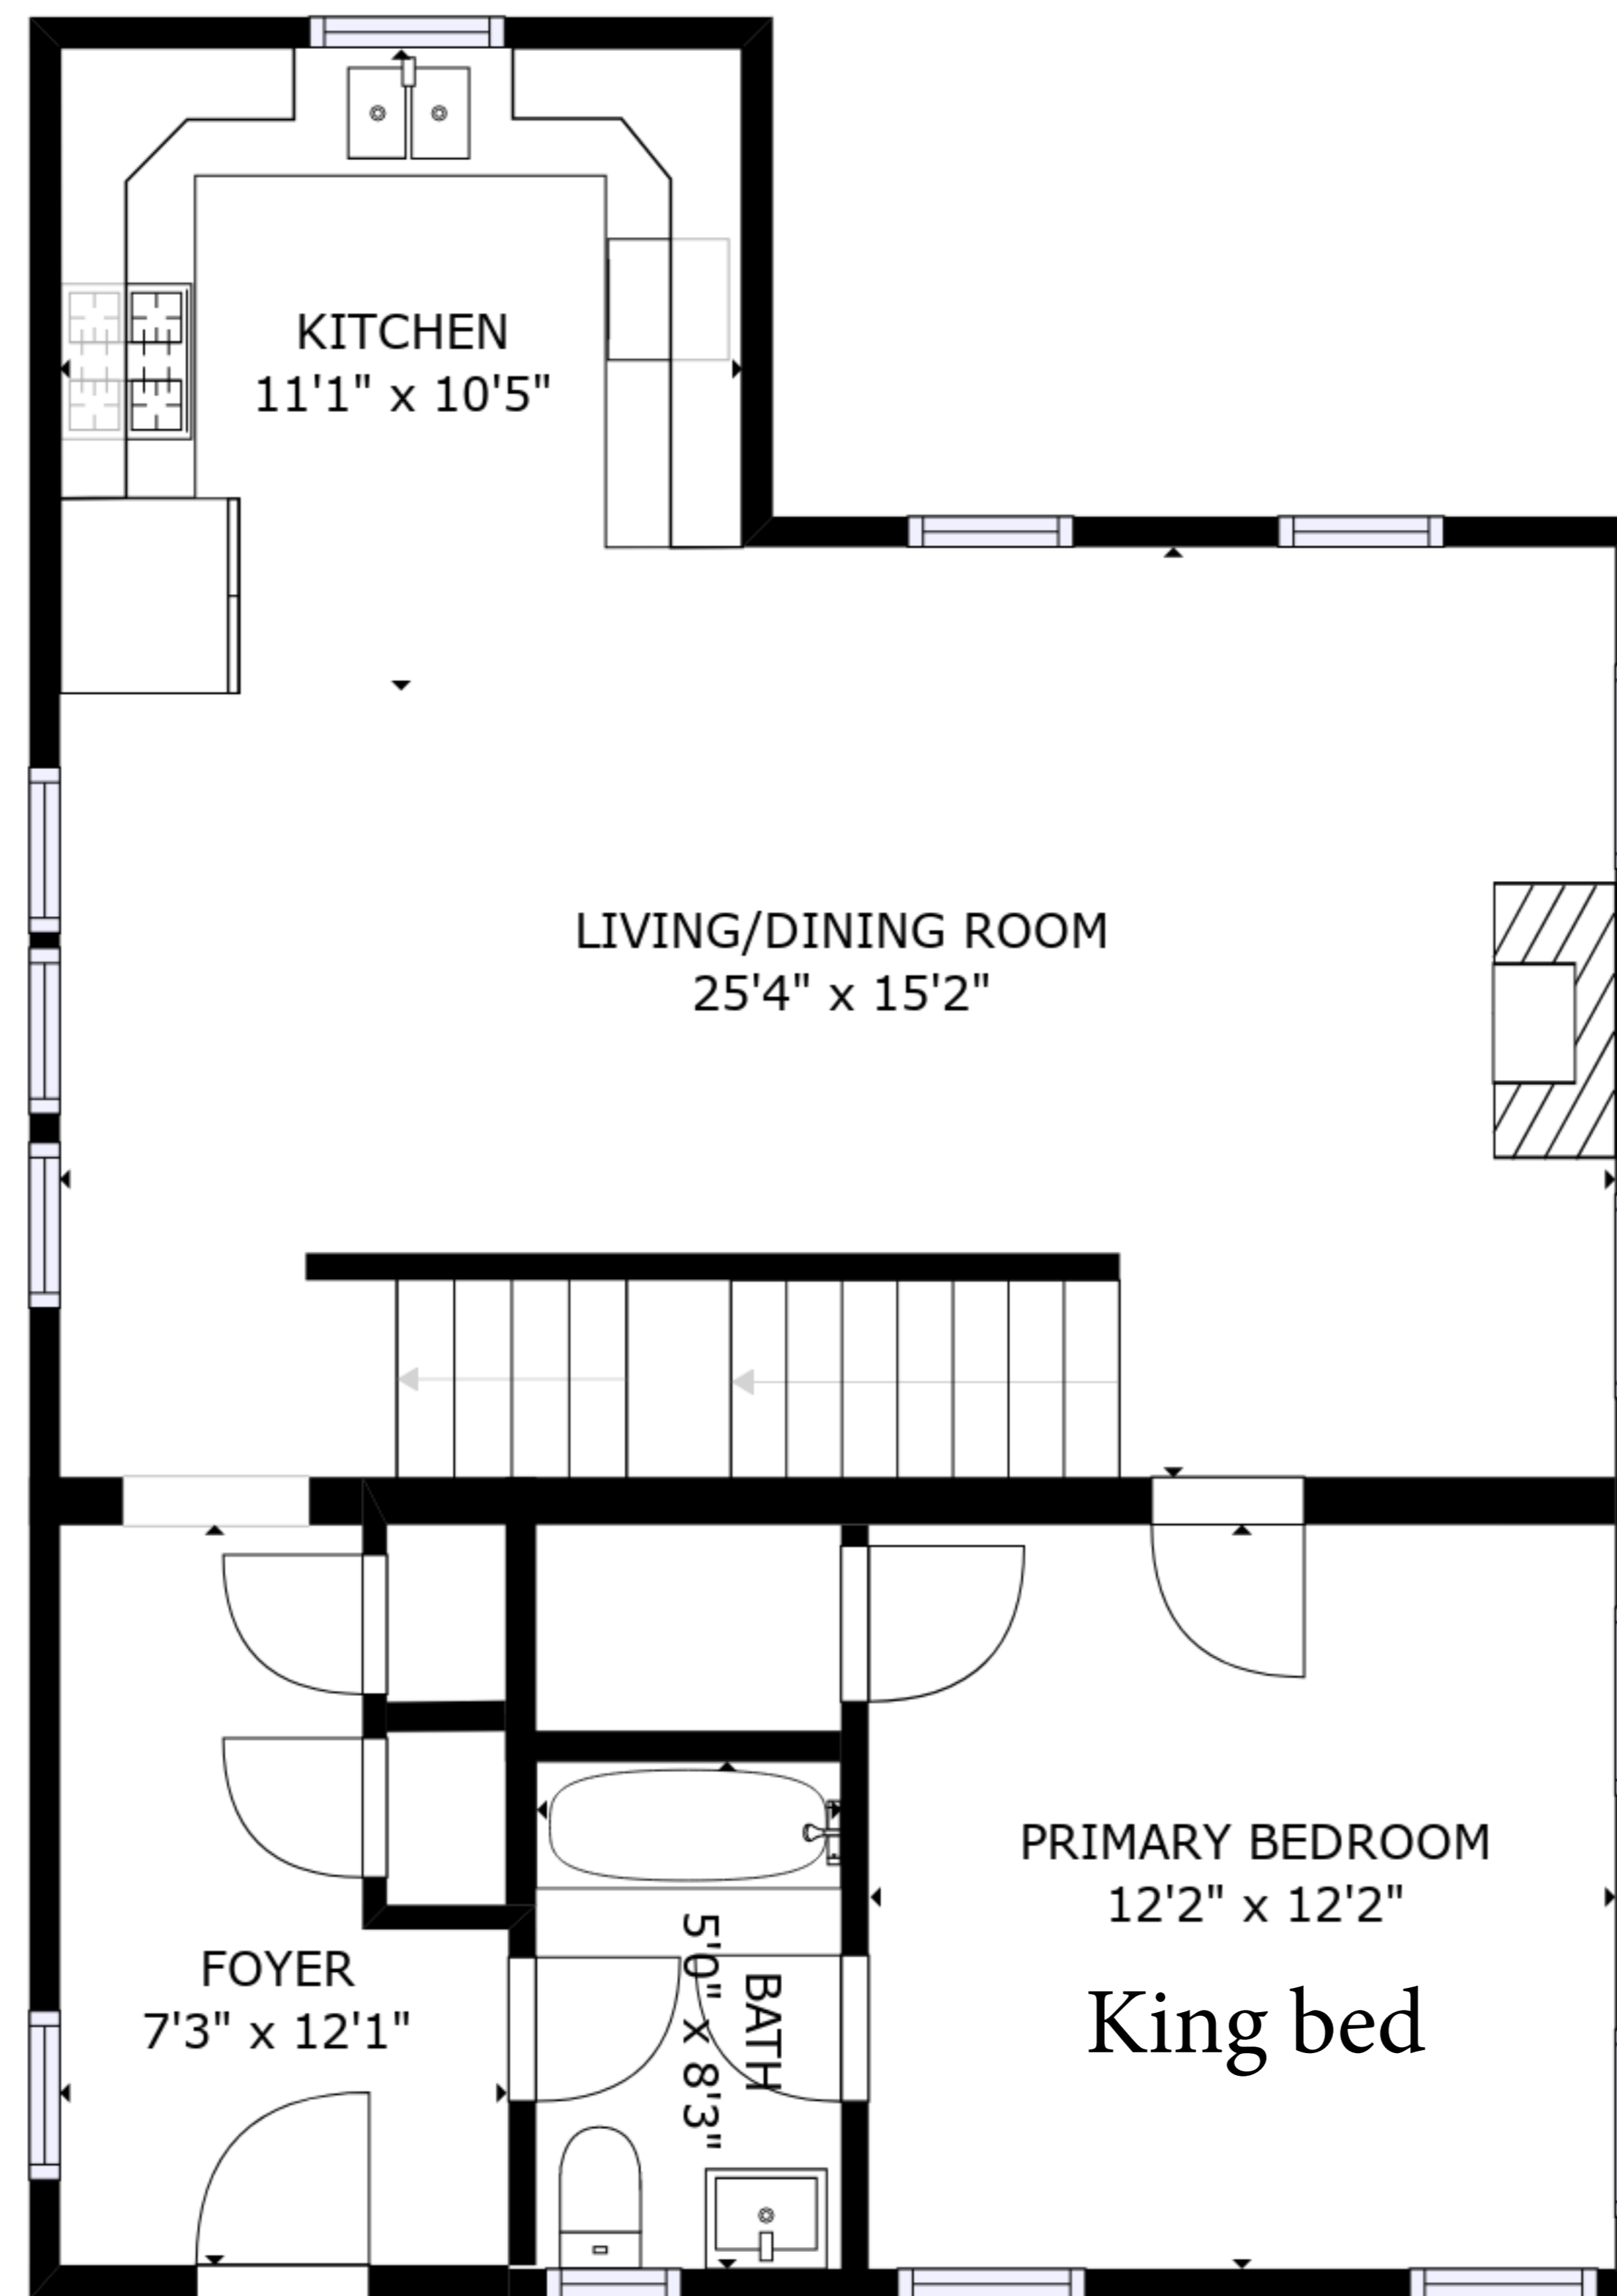 KITCHEN
11'1" x 10'5"
LIVING/DINING ROOM
25'4" x 15'2"
PRIMARY BEDROOM
12'2" x 12'2"
King bed
FOYER
7'3" x 12'1"
BATH
5'0" x 8'3"